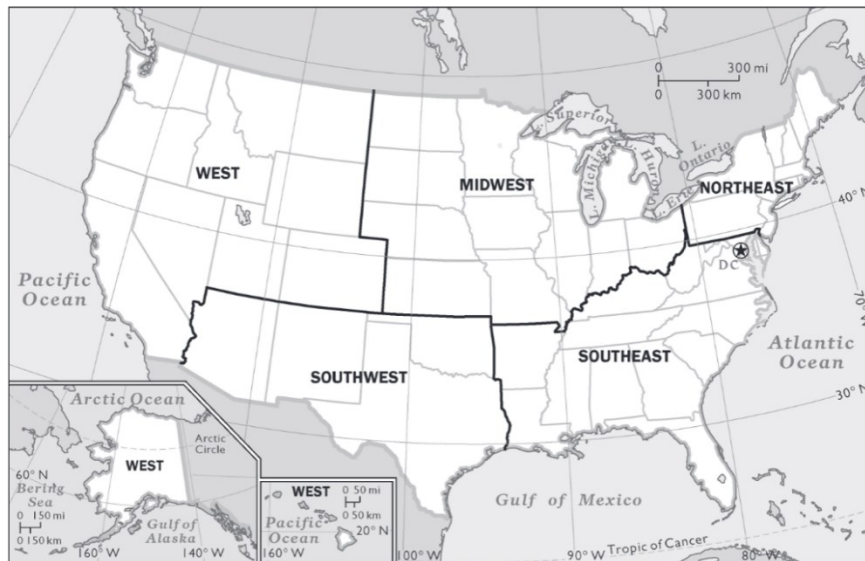 0 300 mi
0 300 km
L. Superior
L. Michigan
L. Huron
L.
Ontario
L. Erie
WEST
MIDWEST
NORTHEAST
40° N
DC
70° W
Pacific
Ocean
Atlantic
Ocean
SOUTHWEST
SOUTHEAST
30° N
Arctic Ocean
Arctic
Circle
WEST
60° N
Bering
Sea
0 150 mi
0 150 km
Gulf of
Alaska
160° W
140° W
WEST
0 50 mi
0 50 km
Pacific
Ocean
20° N
160° W
100° W
Gulf of Mexico
90° W
Tropic of Cancer
80° W